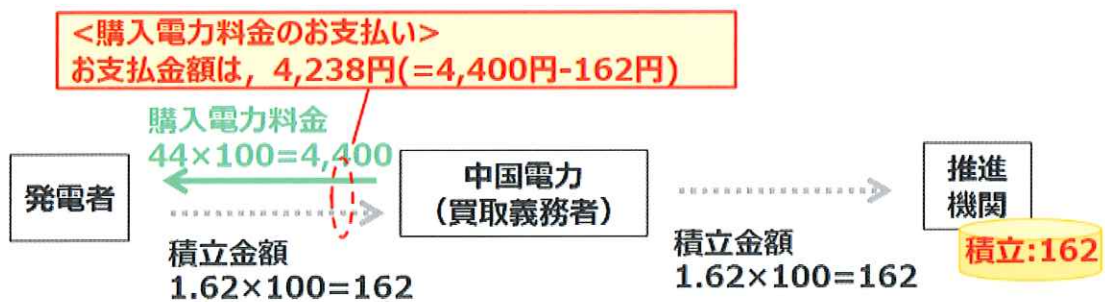 <購入電力料金のお支払い>
お支払金額は，4,238円(=4,400円-162円)
購入電力料金
44×100=4,400
発電者
中国電力
（買取義務者）
推進
機関
積立金額
1.62×100=162
積立金額
1.62×100=162
積立:162